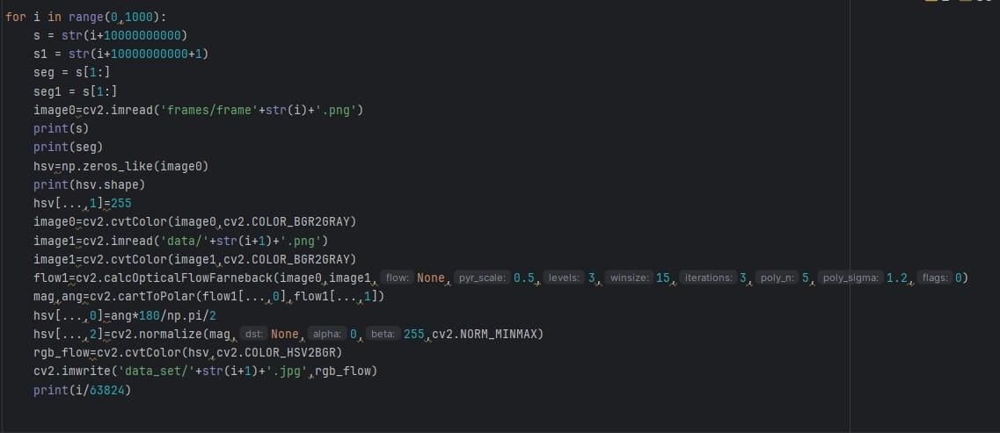 for i in range(0,1000):
    s = str(i+10000000000)
    s1 = str(i+10000000000+1)
    seg = s[1:]
    seg1 = s[1:]
    image0=cv2.imread('frames/frame'+str(i)+'.png')
    print(s)
    print(seg)
    hsv=np.zeros_like(image0)
    print(hsv.shape)
    hsv[...,1]=255
    image0=cv2.cvtColor(image0,cv2.COLOR_BGR2GRAY)
    image1=cv2.imread('data/'+str(i+1)+'.png')
    image1=cv2.cvtColor(image1,cv2.COLOR_BGR2GRAY)
    flow1=cv2.calcOpticalFlowFarneback(image0,image1, flow: None, pyr_scale: 0.5, levels: 3, winsize: 15, iterations: 3, poly_n: 5, poly_sigma: 1.2, flags: 0)
    mag,ang=cv2.cartToPolar(flow1[...,0],flow1[...,1])
    hsv[...,0]=ang*180/np.pi/2
    hsv[...,2]=cv2.normalize(mag, dst: None, alpha: 0, beta: 255,cv2.NORM_MINMAX)
    rgb_flow=cv2.cvtColor(hsv,cv2.COLOR_HSV2BGR)
    cv2.imwrite('data_set/'+str(i+1)+'.jpg',rgb_flow)
    print(i/63824)